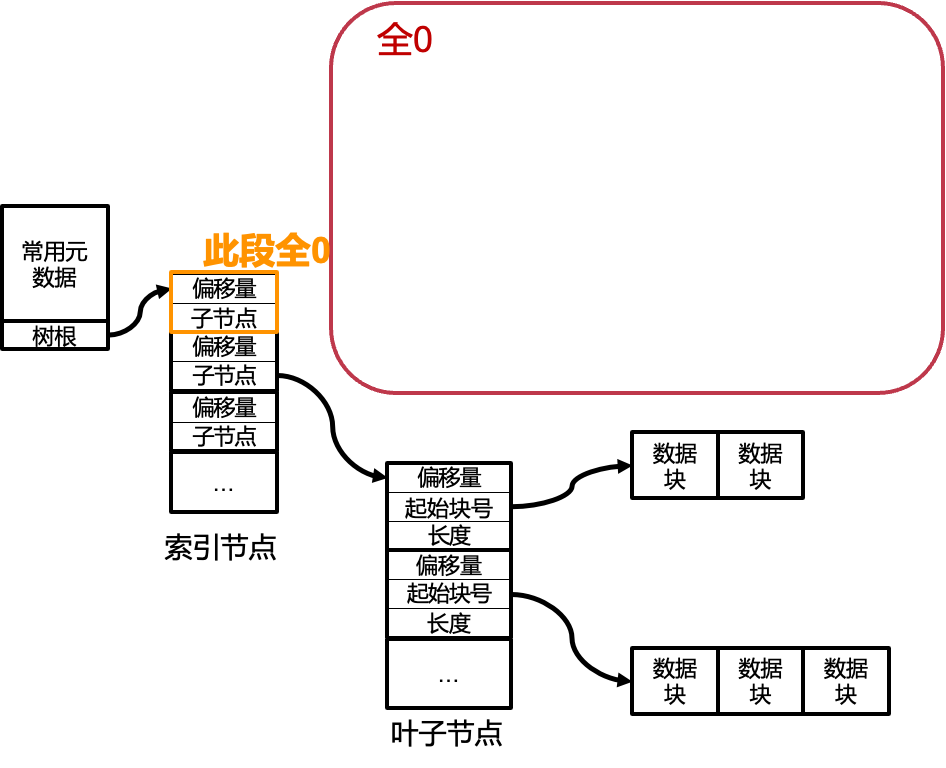 全0
常用元
数据
树根
此段全0
偏移量
子节点
偏移量
子节点
偏移量
子节点
…
索引节点
偏移量
起始块号
长度
偏移量
起始块号
长度
…
叶子节点
数据
块
数据
块
数据
块
数据
块
数据
块